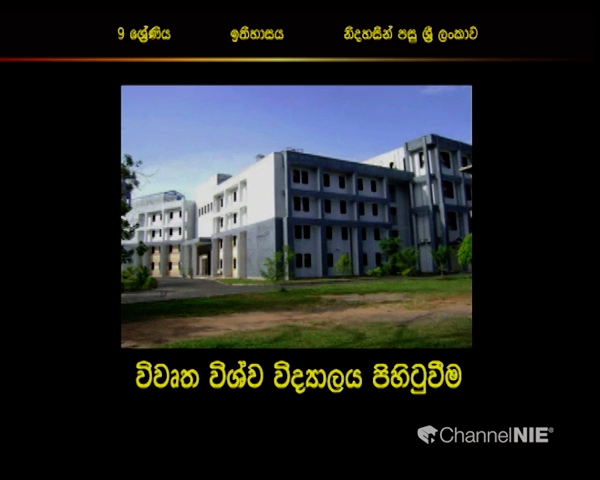 9 ශ්‍රේණිය ඉතිහාසය නිදහසින් පසු ශ්‍රී ලංකාව
විවෘත විශ්ව විද්‍යාලය පිහිටුවීම
ChannelNIE®